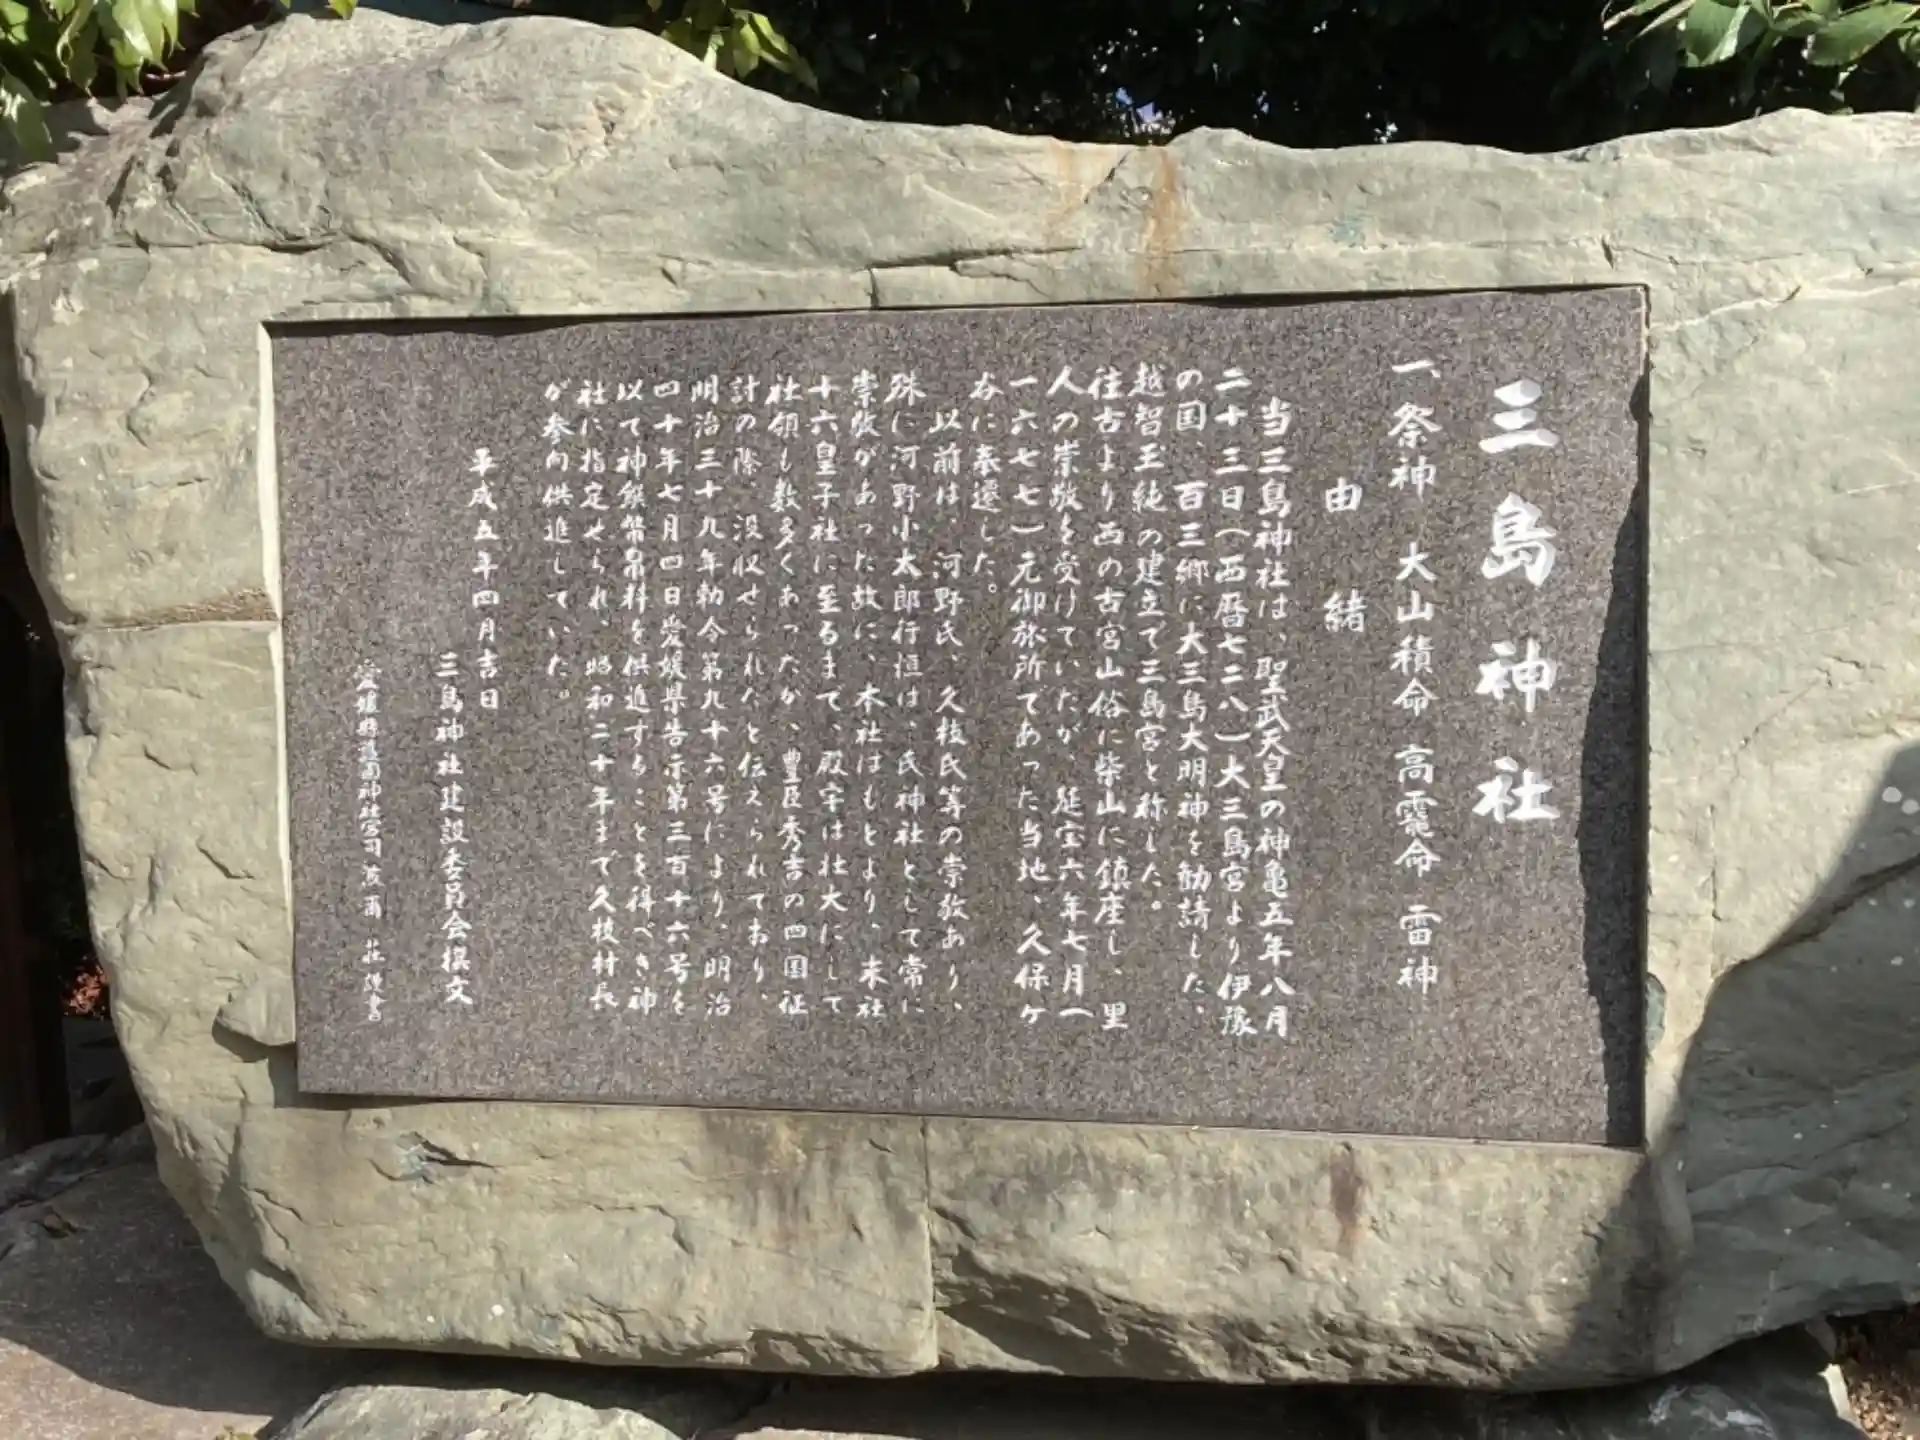 三島神社
一、祭神 大山積命 高靇命 雷神
由緒
当三島神社は、聖武天皇の神亀五年八月
二十三日(西暦七二八)大三島宮より伊豫
の国、百三郷に大三島大明神を勧請した、
越智玉純の建立で三島宮と称した。
往古より西の古宮山俗に柴山に鎮座し、里
人の崇敬を受けていたが、延宝六年七月(一
一六七七)元御旅所であった当地、久保ケ
谷に奉遷した。
以前は、河野氏、久枝氏等の崇敬あり、
殊に河野小太郎行恒は、氏神社として常に
崇敬があった故に、本社はもとより、末社
十六皇子社に至るまで、殿宇は壮大にして
社領も数多くあったが、豊臣秀吉の四国征
討の際、没収せられたと伝えられており、
明治三十九年勅令第九十六号により、明治
四十年七月四日愛媛県告示第三百十六号を
以て神饌幣帛料を供進することを得べき神
社に指定せられ、昭和二十年まで久枝村長
が参向供進していた。
平成五年四月吉日
三島神社建設委員会撰文
愛媛縣護國神社宮司